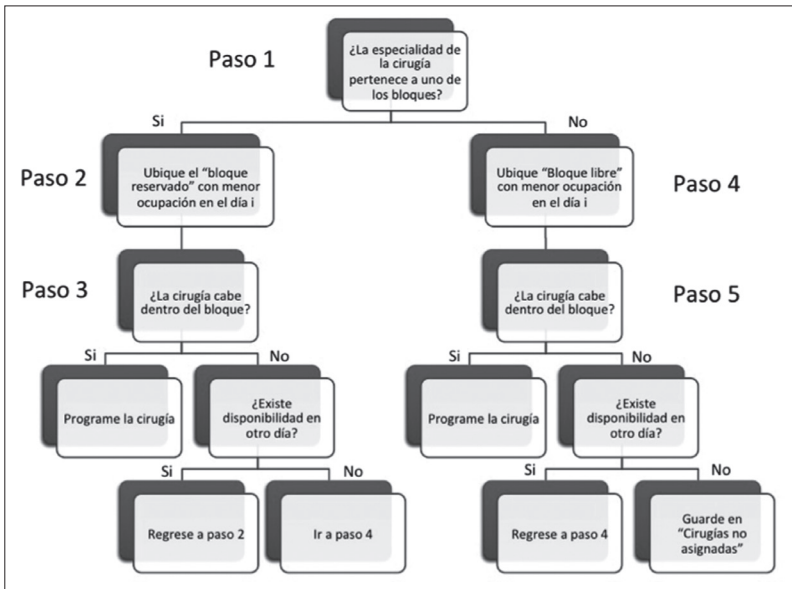 Paso 1
¿La especialidad de
la cirugía
pertenece a uno de
los bloques?
Si
No
Paso 2
Ubique el “bloque
reservado” con menor
ocupación en el día i
Ubique “Bloque libre”
con menor ocupación
en el día i
Paso 4
Paso 3
¿La cirugía cabe
dentro del bloque?
¿La cirugía cabe
dentro del bloque?
Paso 5
Si
No
Si
No
Programe la cirugía
¿Existe
disponibilidad en
otro día?
Programe la cirugía
¿Existe
disponibilidad en
otro día?
Si
No
Si
No
Regrese a paso 2
Ir a paso 4
Regrese a paso 4
Guarde en
“Cirugías no
asignadas”